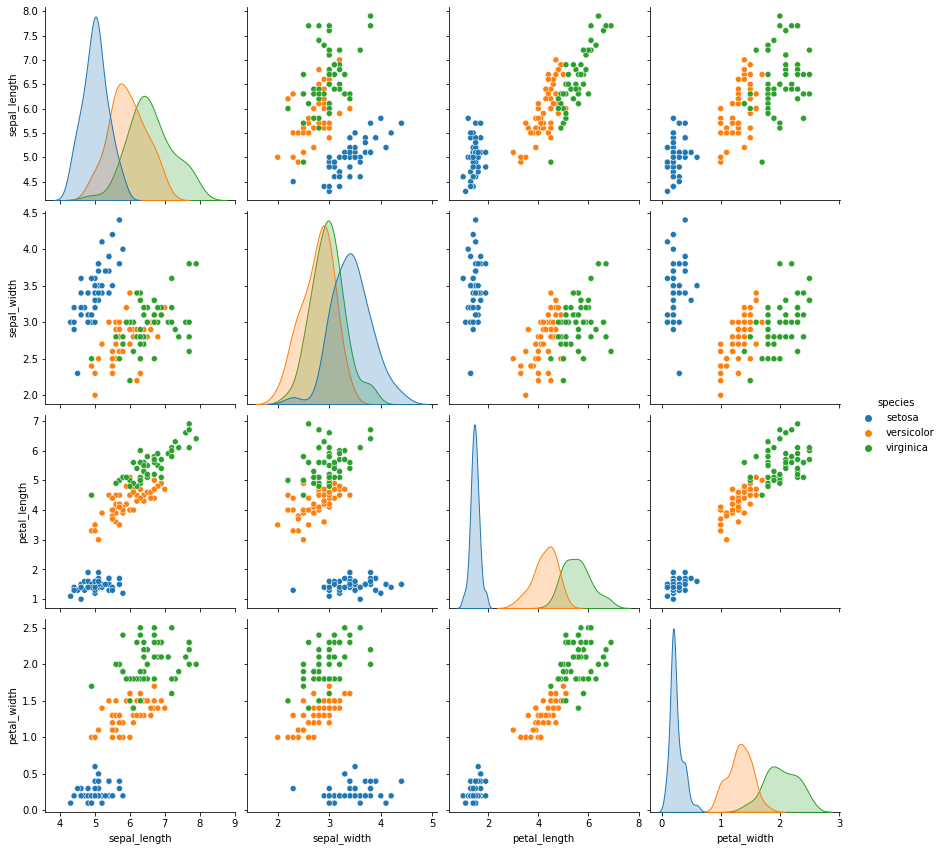 8.0
7.5
7.0
6.5
6.0
5.5
5.0
4.5
sepal_length
4.5
4.0
3.5
3.0
2.5
2.0
sepal_width
7
6
5
4
3
2
1
petal_length
2.5
2.0
1.5
1.0
0.5
0.0
petal_width
4 5 6 7 8 9
sepal_length
2 3 4 5
sepal_width
2 4 6 8
petal_length
0 1 2 3
petal_width
species
setosa
versicolor
virginica